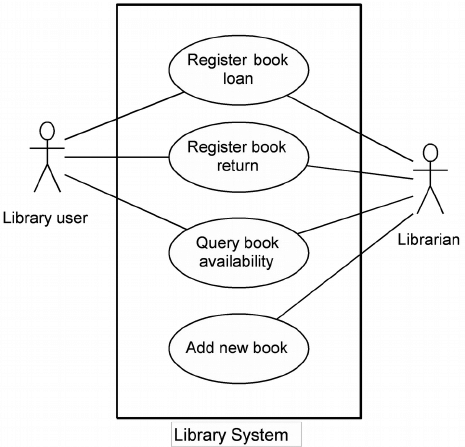 Register book
loan
Register book
return
Library user
Query book
availability
Librarian
Add new book
Library System